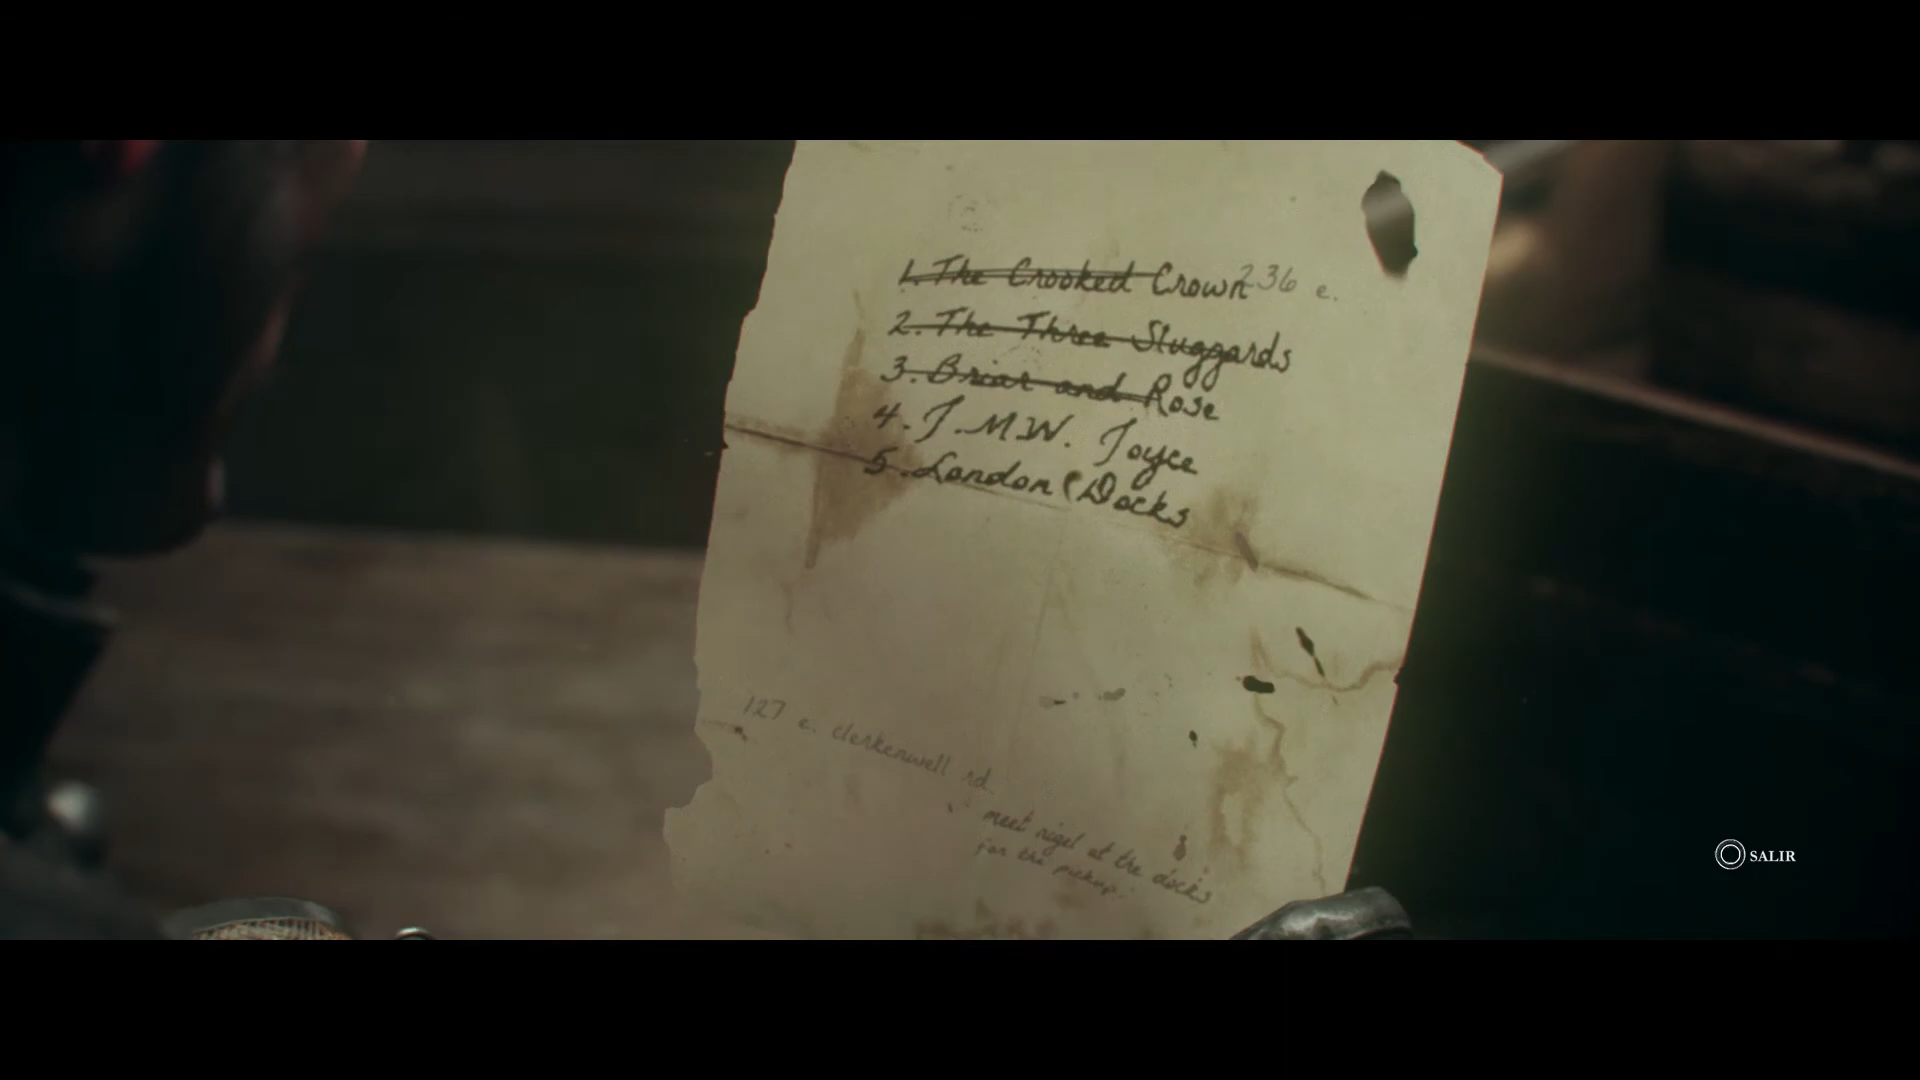 1. The Crooked Crown 236 e.
2. The Three Sluggards
3. Briar and Rose
4. J. M.W. Joyce
5. London Docks
127 e. clerkenwell rd.
meet nigel at the docks
for the pickup.
SALIR